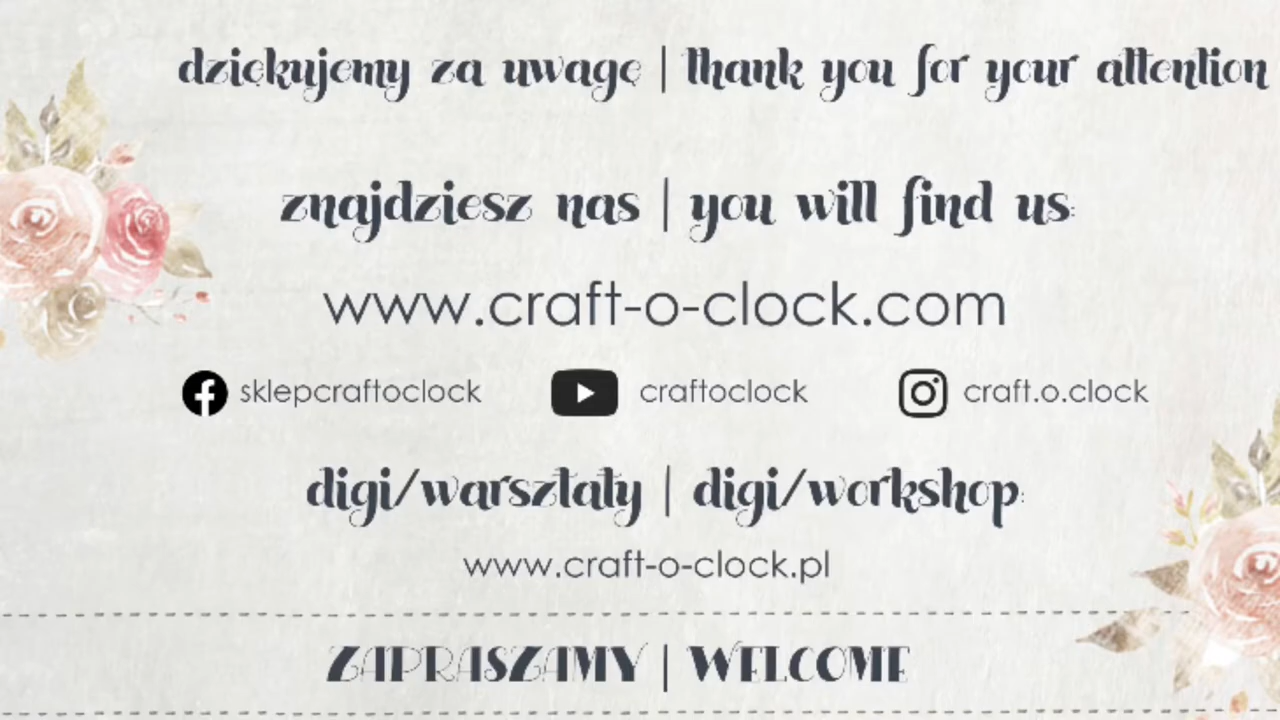 dziękujemy za uwagę | thank you for your attention
znajdziesz nas | you will find us:
www.craft-o-clock.com
sklepcraftoclock craftoclock craft.o.clock
digi/warsztaty | digi/workshop:
www.craft-o-clock.pl
ZAPRASZAMY | WELCOME